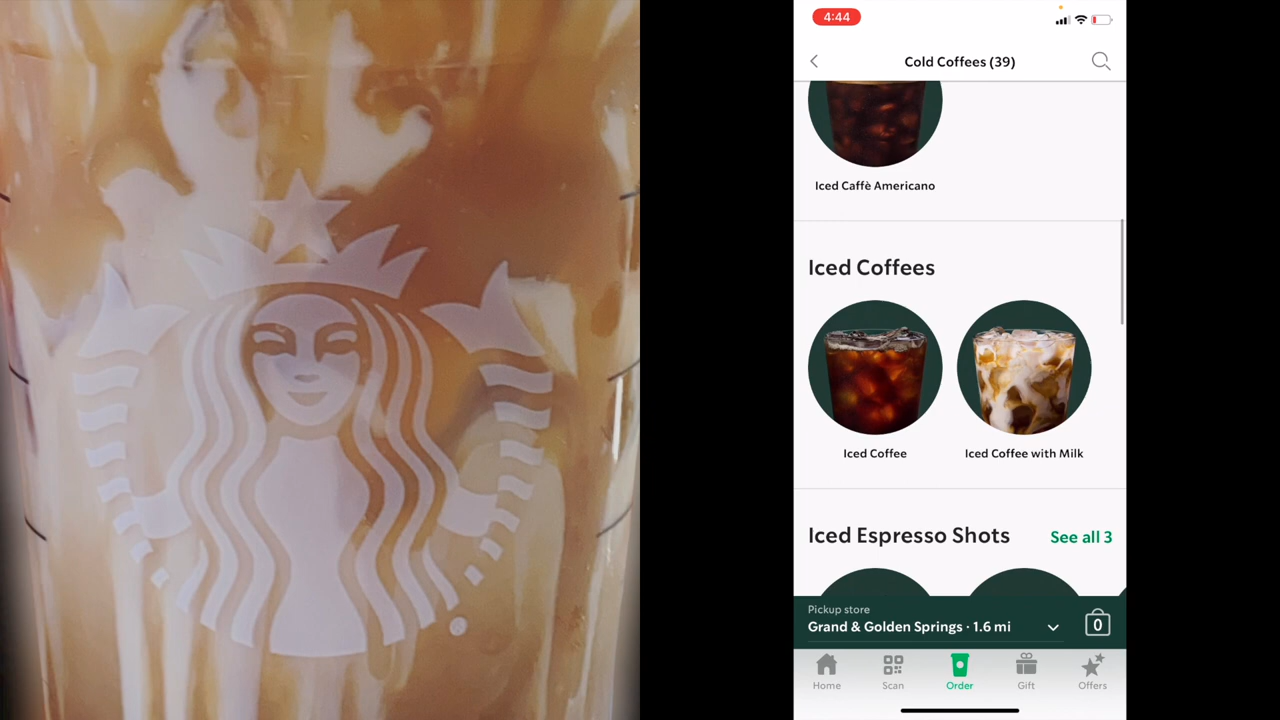 4:44
Cold Coffees (39)
Iced Caffè Americano
Iced Coffees
Iced Coffee
Iced Coffee with Milk
Iced Espresso Shots
See all 3
Pickup store
Grand & Golden Springs · 1.6 mi
0
Home
Scan
Order
Gift
Offers